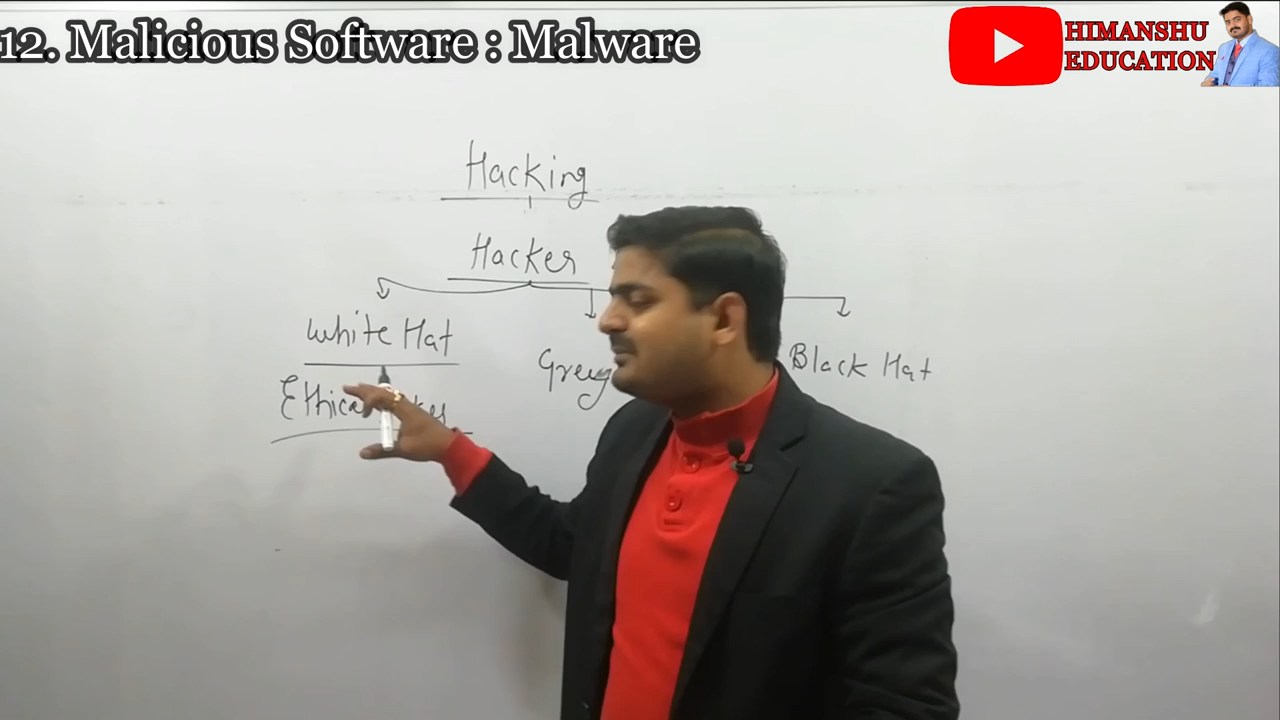 12. Malicious Software : Malware
HIMANSHU
EDUCATION
Hacking
Hacker
White Hat
Grey
Black Hat